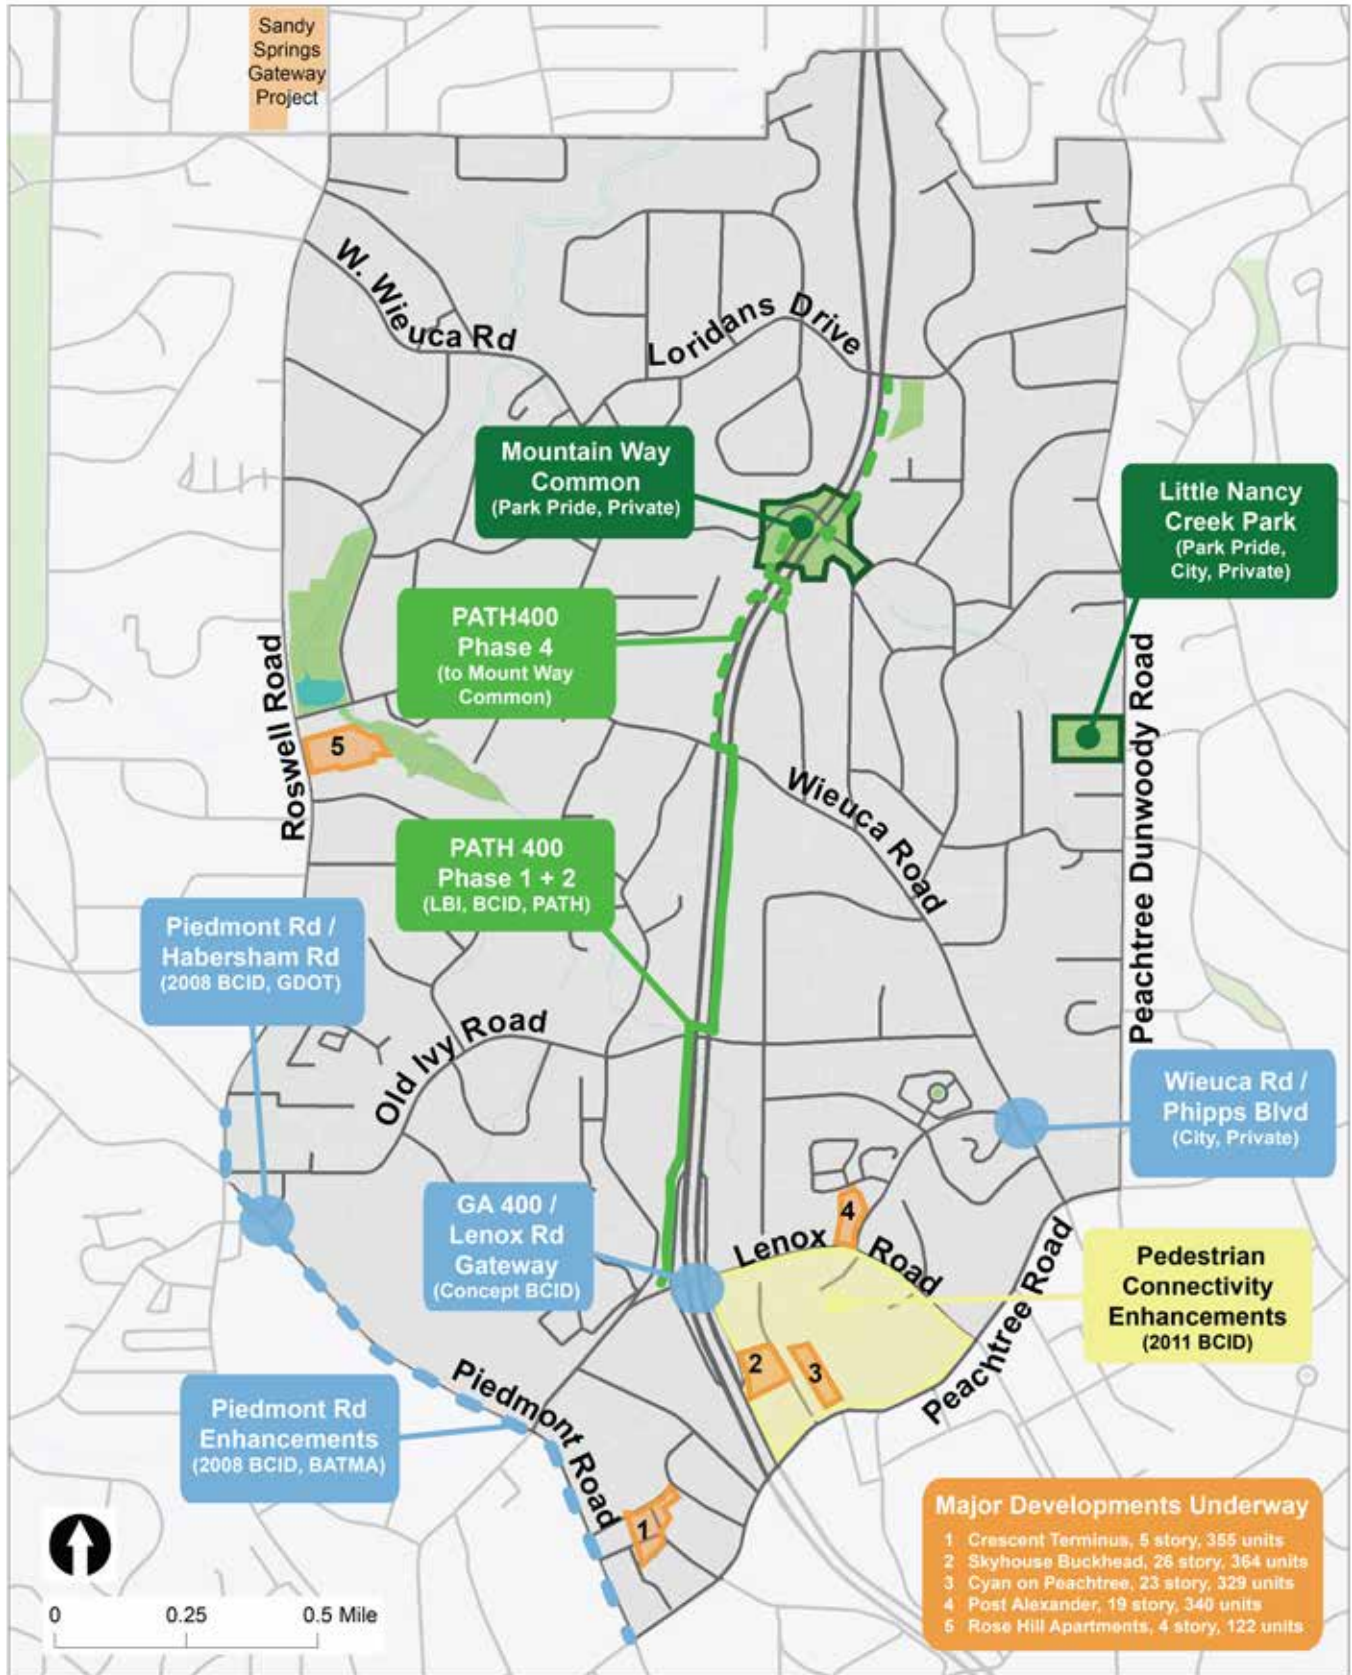 Sandy
Springs
Gateway
Project
W. Wieuca Rd
Loridans Drive
Mountain Way
Common
(Park Pride, Private)
Little Nancy
Creek Park
(Park Pride,
City, Private)
PATH400
Phase 4
(to Mount Way
Common)
Roswell Road
Peachtree Dunwoody Road
5
Wieuca Road
PATH 400
Phase 1 + 2
(LBI, BCID, PATH)
Piedmont Rd /
Habersham Rd
(2008 BCID, GDOT)
Old Ivy Road
Wieuca Rd /
Phipps Blvd
(City, Private)
GA 400 /
Lenox Rd
Gateway
(Concept BCID)
4
Lenox Road
Peachtree Road
Pedestrian
Connectivity
Enhancements
(2011 BCID)
2
3
Piedmont Road
Piedmont Rd
Enhancements
(2008 BCID, BATMA)
1
Major Developments Underway
1 Crescent Terminus, 5 story, 355 units
2 Skyhouse Buckhead, 26 story, 364 units
3 Cyan on Peachtree, 23 story, 329 units
4 Post Alexander, 19 story, 340 units
5 Rose Hill Apartments, 4 story, 122 units
0 0.25 0.5 Mile